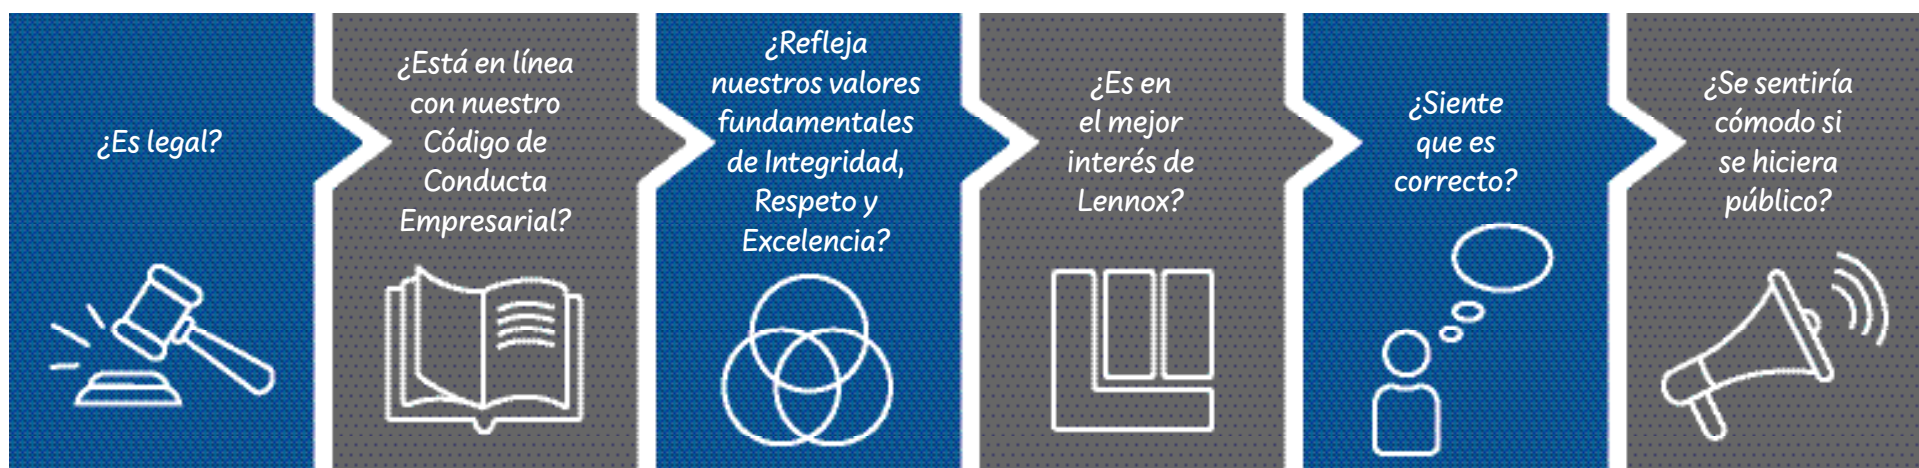 ¿Es legal?
¿Está en línea
con nuestro
Código de
Conducta
Empresarial?
¿Refleja
nuestros valores
fundamentales
de Integridad,
Respeto y
Excelencia?
¿Es en
el mejor
interés de
Lennox?
¿Siente
que es
correcto?
¿Se sentiría
cómodo si
se hiciera
público?